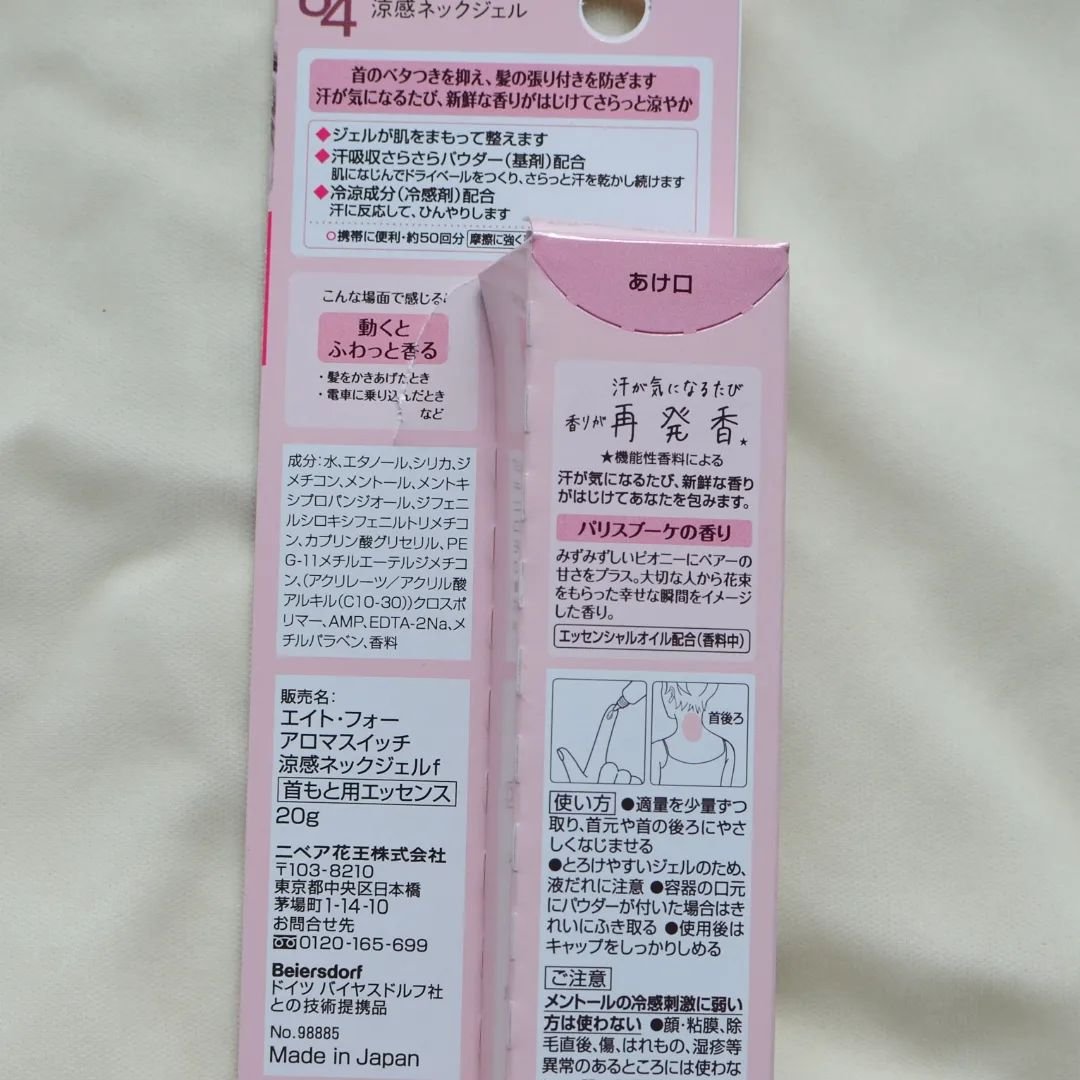 84
涼感ネックジェル
首のベタつきを抑え、髪の張り付きを防ぎます
汗が気になるたび、新鮮な香りがはじけてさらっと涼やか
◆ジェルが肌をまもって整えます
◆汗吸収さらさらパウダー（基剤）配合
肌になじんでドライベールをつくり、さらっと汗を乾かし続けます
◆冷涼成分（冷感剤）配合
汗に反応して、ひんやりします
○携帯に便利・約50回分 摩擦に強く
こんな場面で感じる
動くと
ふわっと香る
・髪をかきあげたとき
・電車に乗り込んだとき
など
成分：水、エタノール、シリカ、ジ
メチコン、メントール、メントキ
シプロパンジオール、ジフェニ
ルシロキシフェニルトリメチコ
ン、カプリン酸グリセリル、PE
G-11メチルエーテルジメチコ
ン、（アクリレーツ／アクリル酸
アルキル（C10-30））クロスポ
リマー、AMP、EDTA-2Na、メ
チルパラベン、香料
販売名：
エイト・フォー
アロマスイッチ
涼感ネックジェルf
首もと用エッセンス
20g
ニベア花王株式会社
〒103-8210
東京都中央区日本橋
茅場町1-14-10
お問合せ先
0120-165-699
Beiersdorf
ドイツ バイヤスドルフ社
との技術提携品
No.98885
Made in Japan
あけ口
汗が気になるたび
香りが再発香★
★機能性香料による
汗が気になるたび、新鮮な香り
がはじけてあなたを包みます。
パリスブーケの香り
みずみずしいピオニーにペアーの
甘さをプラス。大切な人から花束
をもらった幸せな瞬間をイメージ
した香り。
エッセンシャルオイル配合（香料中）
首後ろ
使い方 ●適量を少量ずつ
取り、首元や首の後ろにやさ
しくなじませる
●とろけやすいジェルのため、
液だれに注意 ●容器の口元
にパウダーが付いた場合はき
れいにふき取る ●使用後は
キャップをしっかりしめる
ご注意
メントールの冷感刺激に弱い
方は使わない ●顔・粘膜、除
毛直後、傷、はれもの、湿疹等
異常のあるところには使わな